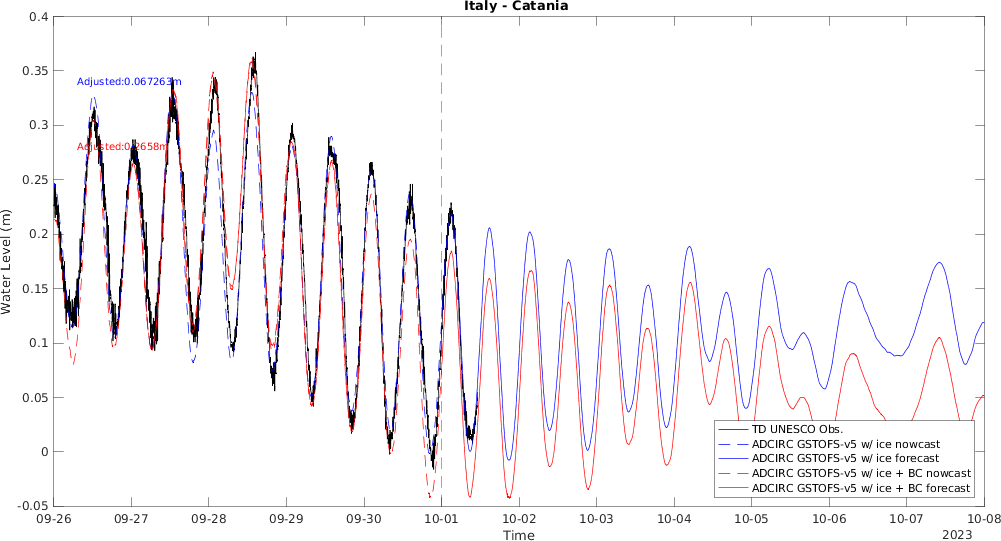 Italy - Catania
Water Level (m)
0.4
0.35
0.3
0.25
0.2
0.15
0.1
0.05
0
-0.05
Adjusted:0.067263m
Adjusted:0.2658m
TD UNESCO Obs.
ADCIRC GSTOFS-v5 w/ ice nowcast
ADCIRC GSTOFS-v5 w/ ice forecast
ADCIRC GSTOFS-v5 w/ ice + BC nowcast
ADCIRC GSTOFS-v5 w/ ice + BC forecast
09-26 09-27 09-28 09-29 09-30 10-01 10-02 10-03 10-04 10-05 10-06 10-07 10-08
Time
2023